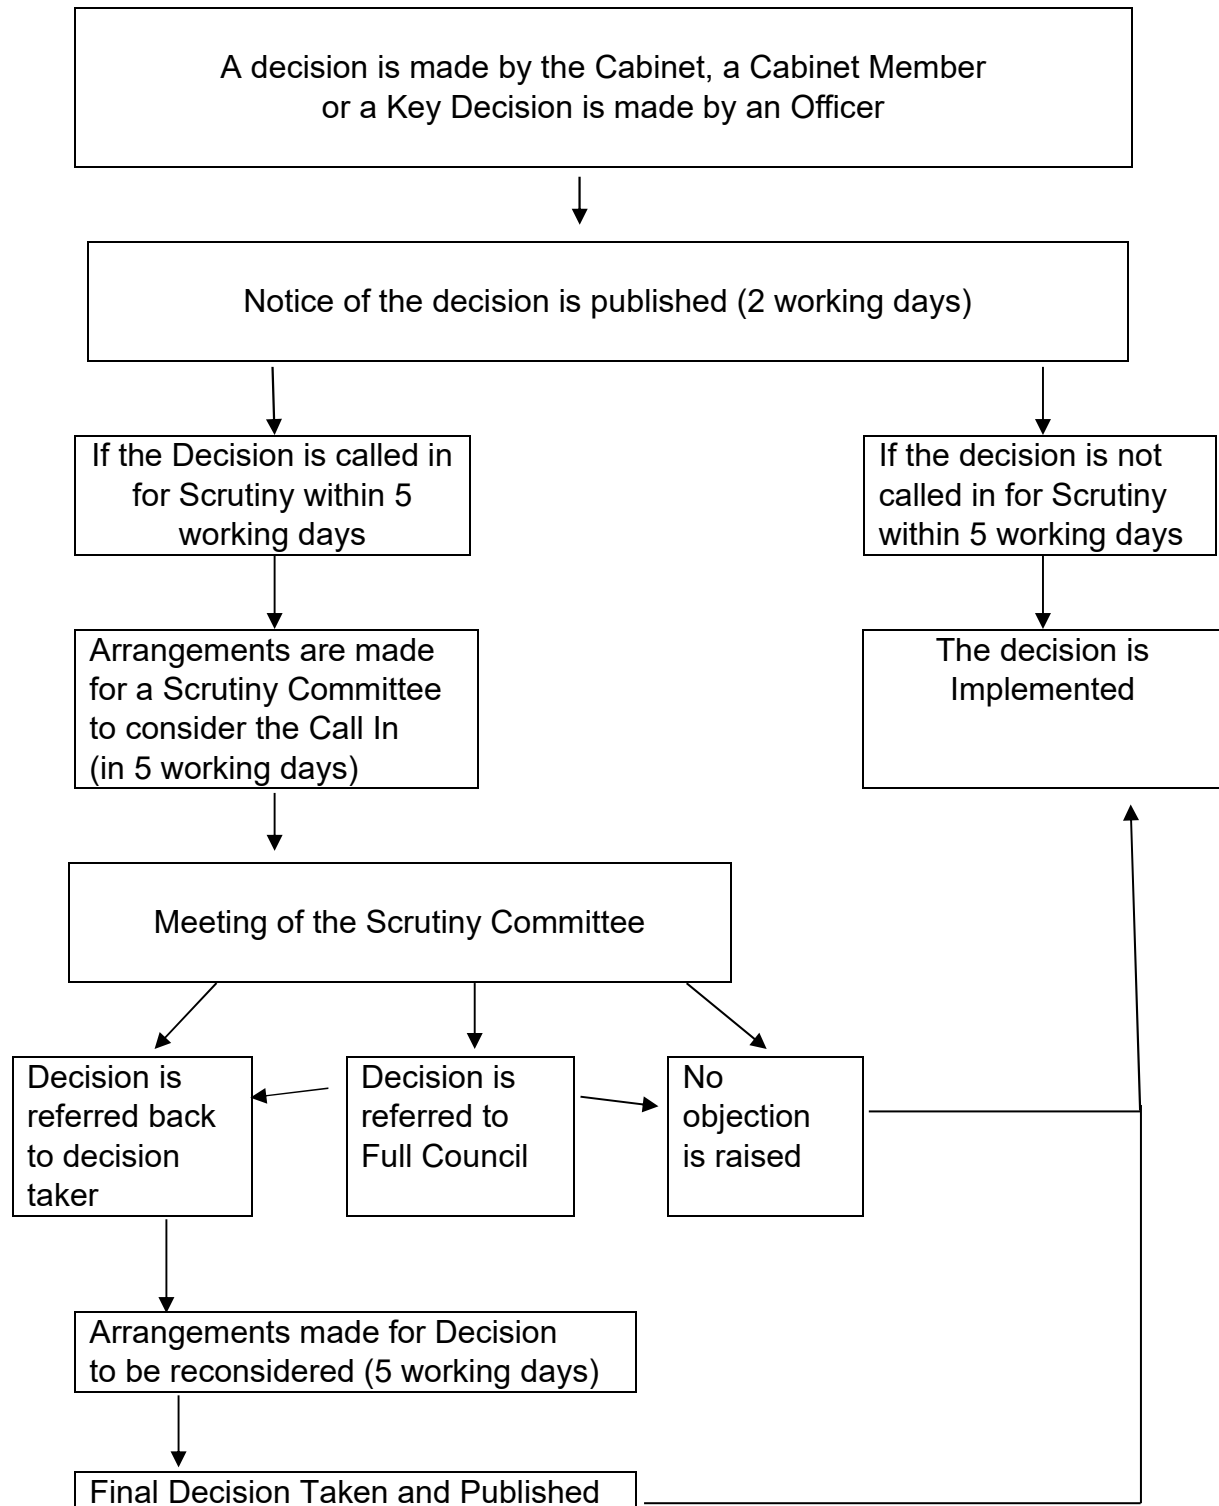 A decision is made by the Cabinet, a Cabinet Member
or a Key Decision is made by an Officer
Notice of the decision is published (2 working days)
If the Decision is called in
for Scrutiny within 5
working days
If the decision is not
called in for Scrutiny
within 5 working days
Arrangements are made
for a Scrutiny Committee
to consider the Call In
(in 5 working days)
The decision is
Implemented
Meeting of the Scrutiny Committee
Decision is
referred back
to decision
taker
Decision is
referred to
Full Council
No
objection
is raised
Arrangements made for Decision
to be reconsidered (5 working days)
Final Decision Taken and Published